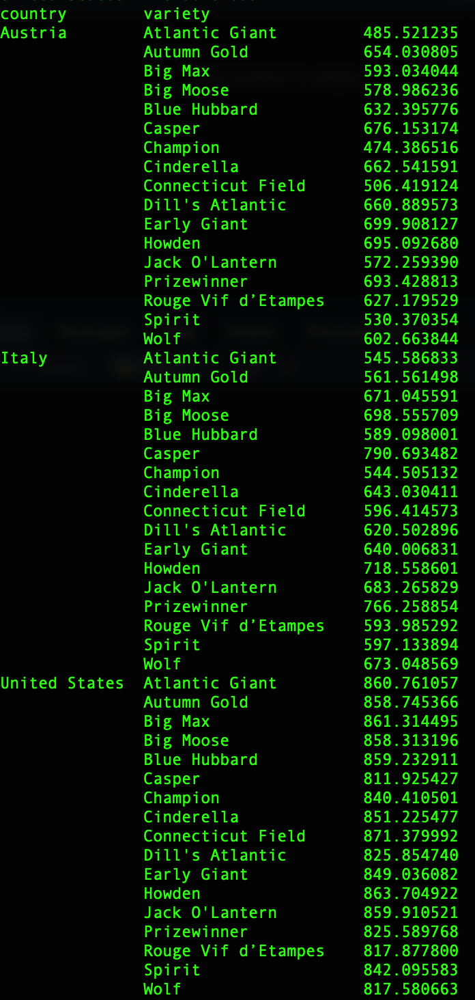 country        variety
Austria        Atlantic Giant         485.521235
               Autumn Gold            654.030805
               Big Max                593.034044
               Big Moose              578.986236
               Blue Hubbard           632.395776
               Casper                 676.153174
               Champion               474.386516
               Cinderella             662.541591
               Connecticut Field      506.419124
               Dill's Atlantic        660.889573
               Early Giant            699.908127
               Howden                 695.092680
               Jack O'Lantern         572.259390
               Prizewinner            693.428813
               Rouge Vif d’Etampes    627.179529
               Spirit                 530.370354
               Wolf                   602.663844
Italy          Atlantic Giant         545.586833
               Autumn Gold            561.561498
               Big Max                671.045591
               Big Moose              698.555709
               Blue Hubbard           589.098001
               Casper                 790.693482
               Champion               544.505132
               Cinderella             643.030411
               Connecticut Field      596.414573
               Dill's Atlantic        620.502896
               Early Giant            640.006831
               Howden                 718.558601
               Jack O'Lantern         683.265829
               Prizewinner            766.258854
               Rouge Vif d’Etampes    593.985292
               Spirit                 597.133894
               Wolf                   673.048569
United States  Atlantic Giant         860.761057
               Autumn Gold            858.745366
               Big Max                861.314495
               Big Moose              858.313196
               Blue Hubbard           859.232911
               Casper                 811.925427
               Champion               840.410501
               Cinderella             851.225477
               Connecticut Field      871.379992
               Dill's Atlantic        825.854740
               Early Giant            849.036082
               Howden                 863.704922
               Jack O'Lantern         859.910521
               Prizewinner            825.589768
               Rouge Vif d’Etampes    817.877800
               Spirit                 842.095583
               Wolf                   817.580663